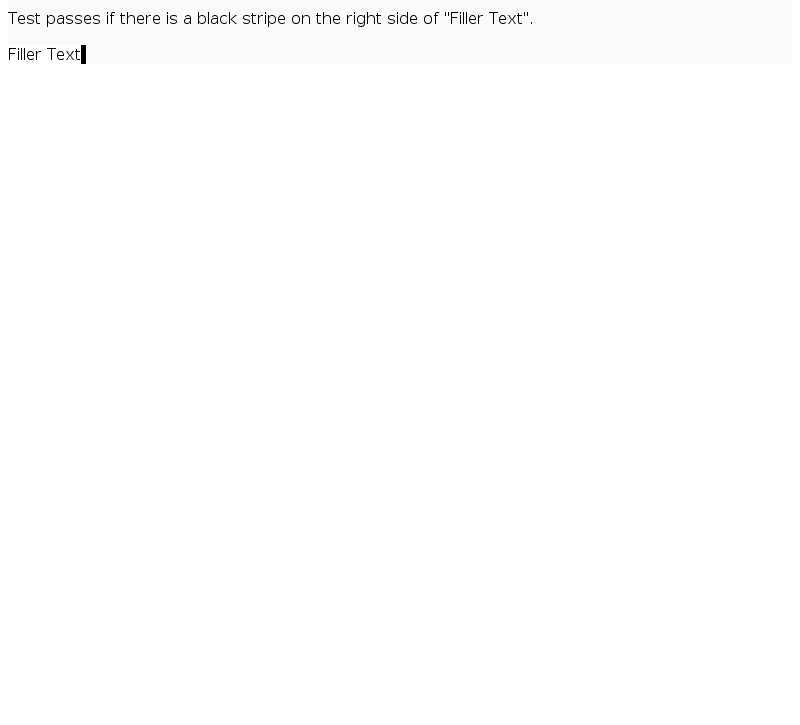 Test passes if there is a black stripe on the right side of "Filler Text".
Filler Text